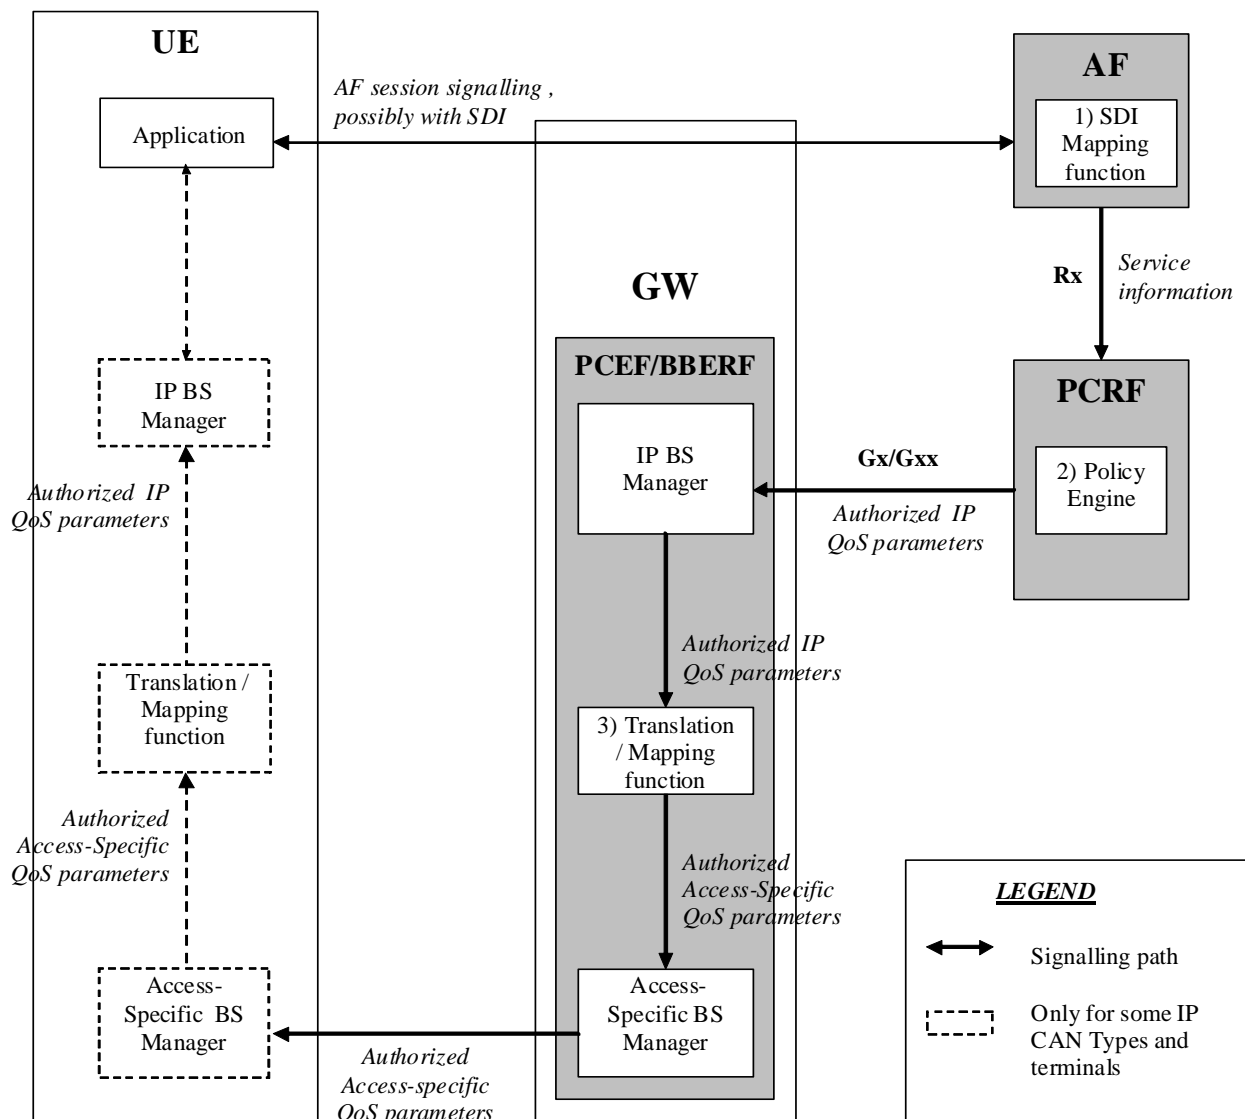 UE
Application
AF session signalling ,
possibly with SDI
AF
1) SDI
Mapping
function
Rx
Service
information
GW
PCEF/BBERF
IP BS
Manager
Gx/Gxx
Authorized IP
QoS parameters
PCRF
2) Policy
Engine
IP BS
Manager
Authorized IP
QoS parameters
Authorized IP
QoS parameters
Translation /
Mapping
function
3) Translation
/ Mapping
function
Authorized
Access-Specific
QoS parameters
Authorized
Access-Specific
QoS parameters
Access-
Specific BS
Manager
Access-
Specific BS
Manager
Authorized
Access-specific
QoS parameters
LEGEND
Signalling path
Only for some IP
CAN Types and
terminals